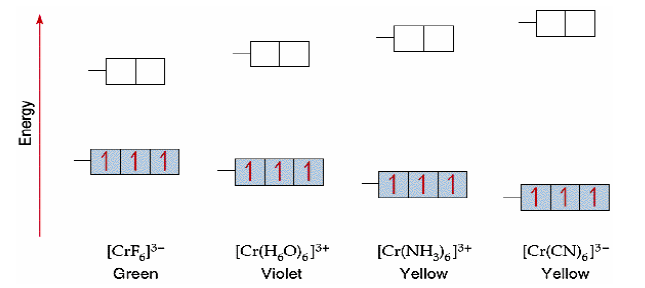 Energy
1 1 1
1 1 1
1 1 1
1 1 1
[CrF₆]³⁻
Green
[Cr(H₆O)₆]³⁺
Violet
[Cr(NH₃)₆]³⁺
Yellow
[Cr(CN)₆]³⁻
Yellow